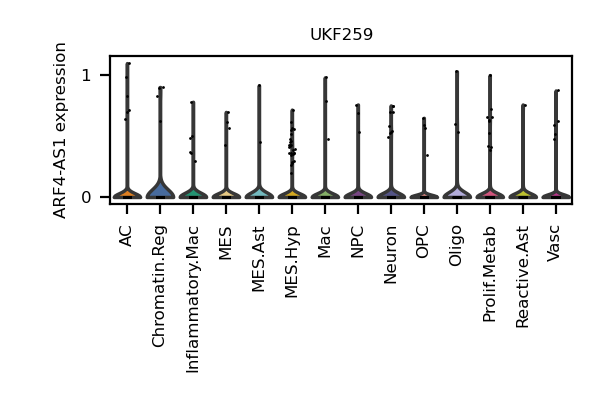 UKF259
ARF4-AS1 expression
1
0
AC
Chromatin.Reg
Inflammatory.Mac
MES
MES.Ast
MES.Hyp
Mac
NPC
Neuron
OPC
Oligo
Prolif.Metab
Reactive.Ast
Vasc